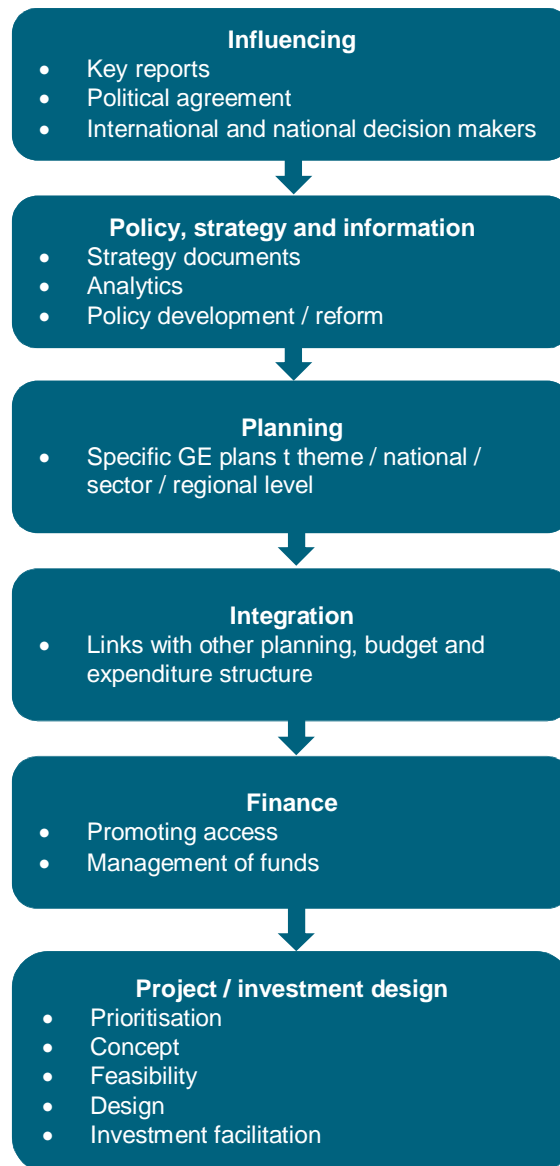 Influencing
• Key reports
• Political agreement
• International and national decision makers
Policy, strategy and information
• Strategy documents
• Analytics
• Policy development / reform
Planning
• Specific GE plans t theme / national /
sector / regional level
Integration
• Links with other planning, budget and
expenditure structure
Finance
• Promoting access
• Management of funds
Project / investment design
• Prioritisation
• Concept
• Feasibility
• Design
• Investment facilitation